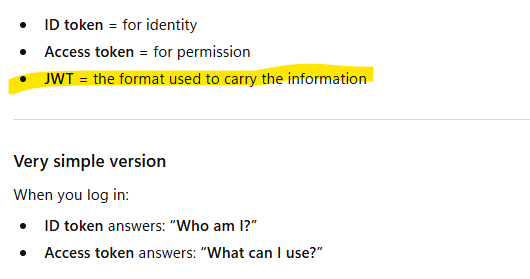 • ID token = for identity
• Access token = for permission
• JWT = the format used to carry the information
Very simple version
When you log in:
• ID token answers: “Who am I?”
• Access token answers: “What can I use?”